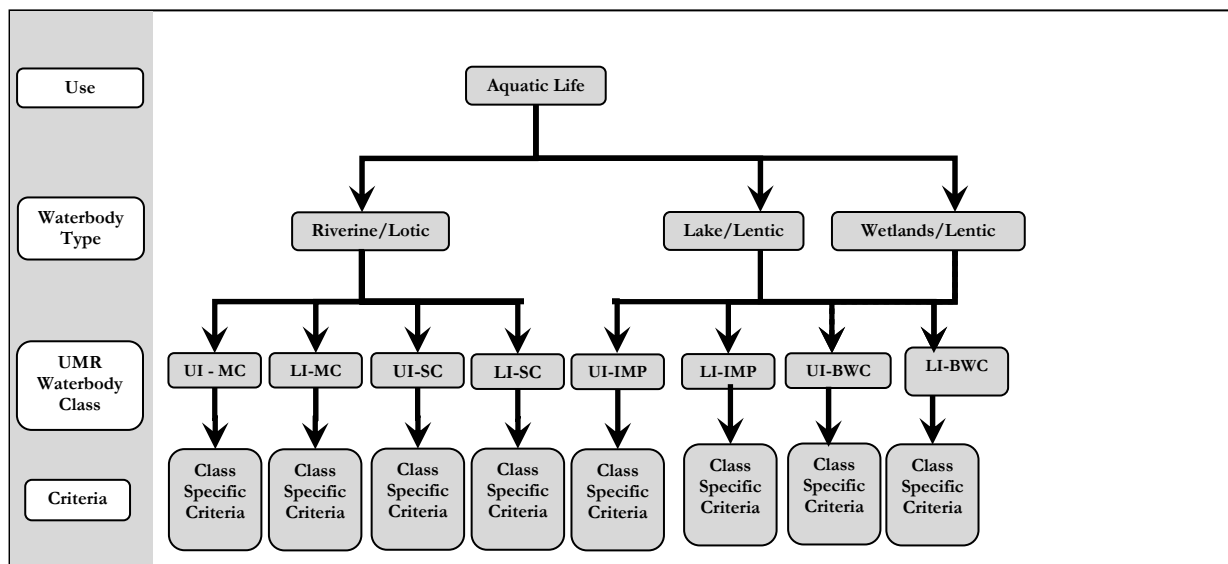 Use
Aquatic Life
Waterbody
Type
Riverine/Lotic
Lake/Lentic
Wetlands/Lentic
UMR
Waterbody
Class
UI - MC
LI-MC
UI-SC
LI-SC
UI-IMP
LI-IMP
UI-BWC
LI-BWC
Criteria
Class
Specific
Criteria
Class
Specific
Criteria
Class
Specific
Criteria
Class
Specific
Criteria
Class
Specific
Criteria
Class
Specific
Criteria
Class
Specific
Criteria
Class
Specific
Criteria